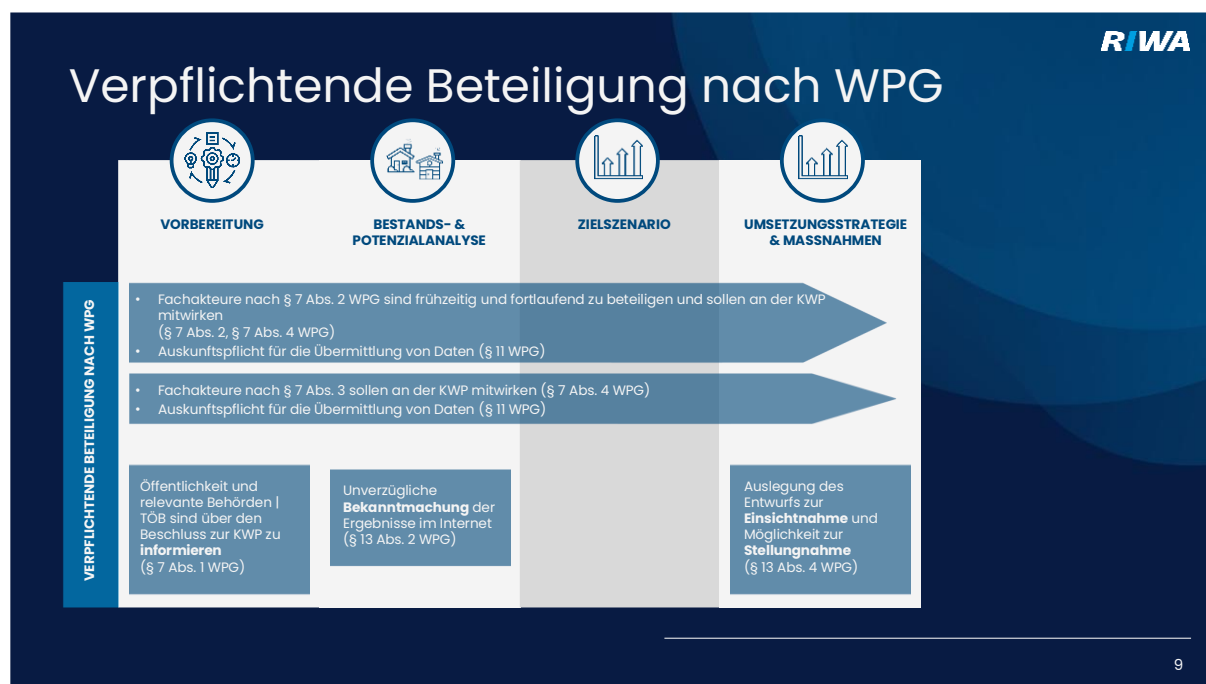 RIWA
Verpflichtende Beteiligung nach WPG
VORBEREITUNG
BESTANDS- &
POTENZIALANALYSE
ZIELSZENARIO
UMSETZUNGSSTRATEGIE
& MASSNAHMEN
VERPFLICHTENDE BETEILIGUNG NACH WPG
• Fachakteure nach § 7 Abs. 2 WPG sind frühzeitig und fortlaufend zu beteiligen und sollen an der KWP
mitwirken
(§ 7 Abs. 2, § 7 Abs. 4 WPG)
• Auskunftspflicht für die Übermittlung von Daten (§ 11 WPG)
• Fachakteure nach § 7 Abs. 3 sollen an der KWP mitwirken (§ 7 Abs. 4 WPG)
• Auskunftspflicht für die Übermittlung von Daten (§ 11 WPG)
Öffentlichkeit und
relevante Behörden |
TÖB sind über den
Beschluss zur KWP zu
informieren
(§ 7 Abs. 1 WPG)
Unverzügliche
Bekanntmachung der
Ergebnisse im Internet
(§ 13 Abs. 2 WPG)
Auslegung des
Entwurfs zur
Einsichtnahme und
Möglichkeit zur
Stellungnahme
(§ 13 Abs. 4 WPG)
9